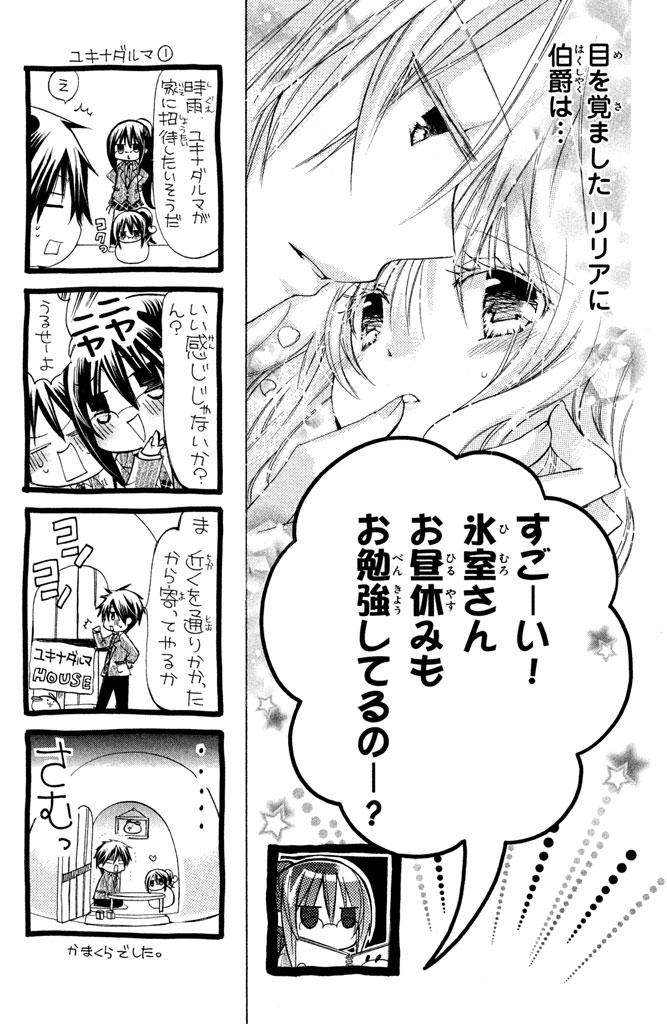 目を覚ました リリアに
伯爵は…
すごーい!
氷室さん
お昼休みも
お勉強してるのー?
ユキナダルマ①
時雨、ユキナダルマが
家に招待したいそうだ
え
コクっ
いい感じじゃないか?
ん?
ニヤニヤ
うるせーよ
ま 近くを通りかかった
から寄ってやるか
コンコン
ユキナダルマ
HOUSE
……
さむっ
かまくらでした。